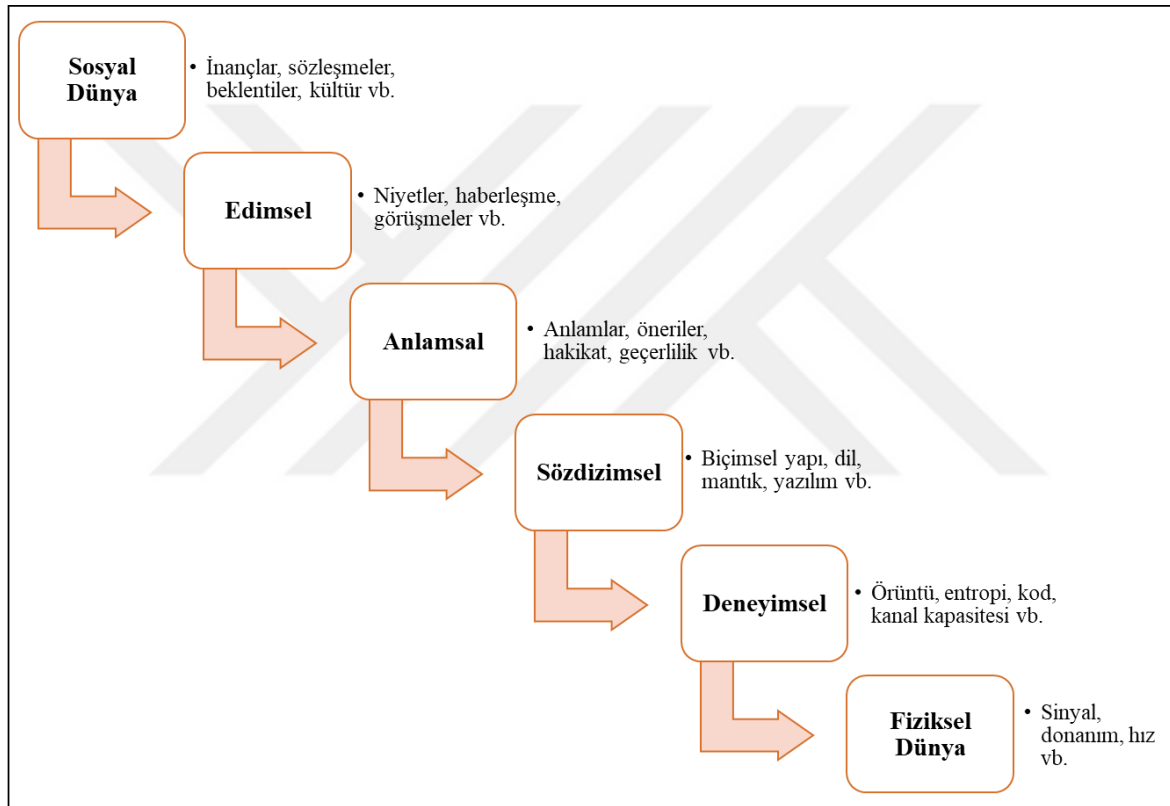 Sosyal
Dünya
• İnançlar, sözleşmeler,
beklentiler, kültür vb.
Edimsel
• Niyetler, haberleşme,
görüşmeler vb.
Anlamsal
• Anlamlar, öneriler,
hakikat, geçerlilik vb.
Sözdizimsel
• Biçimsel yapı, dil,
mantık, yazılım vb.
Deneyimsel
• Örüntü, entropi, kod,
kanal kapasitesi vb.
Fiziksel
Dünya
• Sinyal,
donanım, hız
vb.